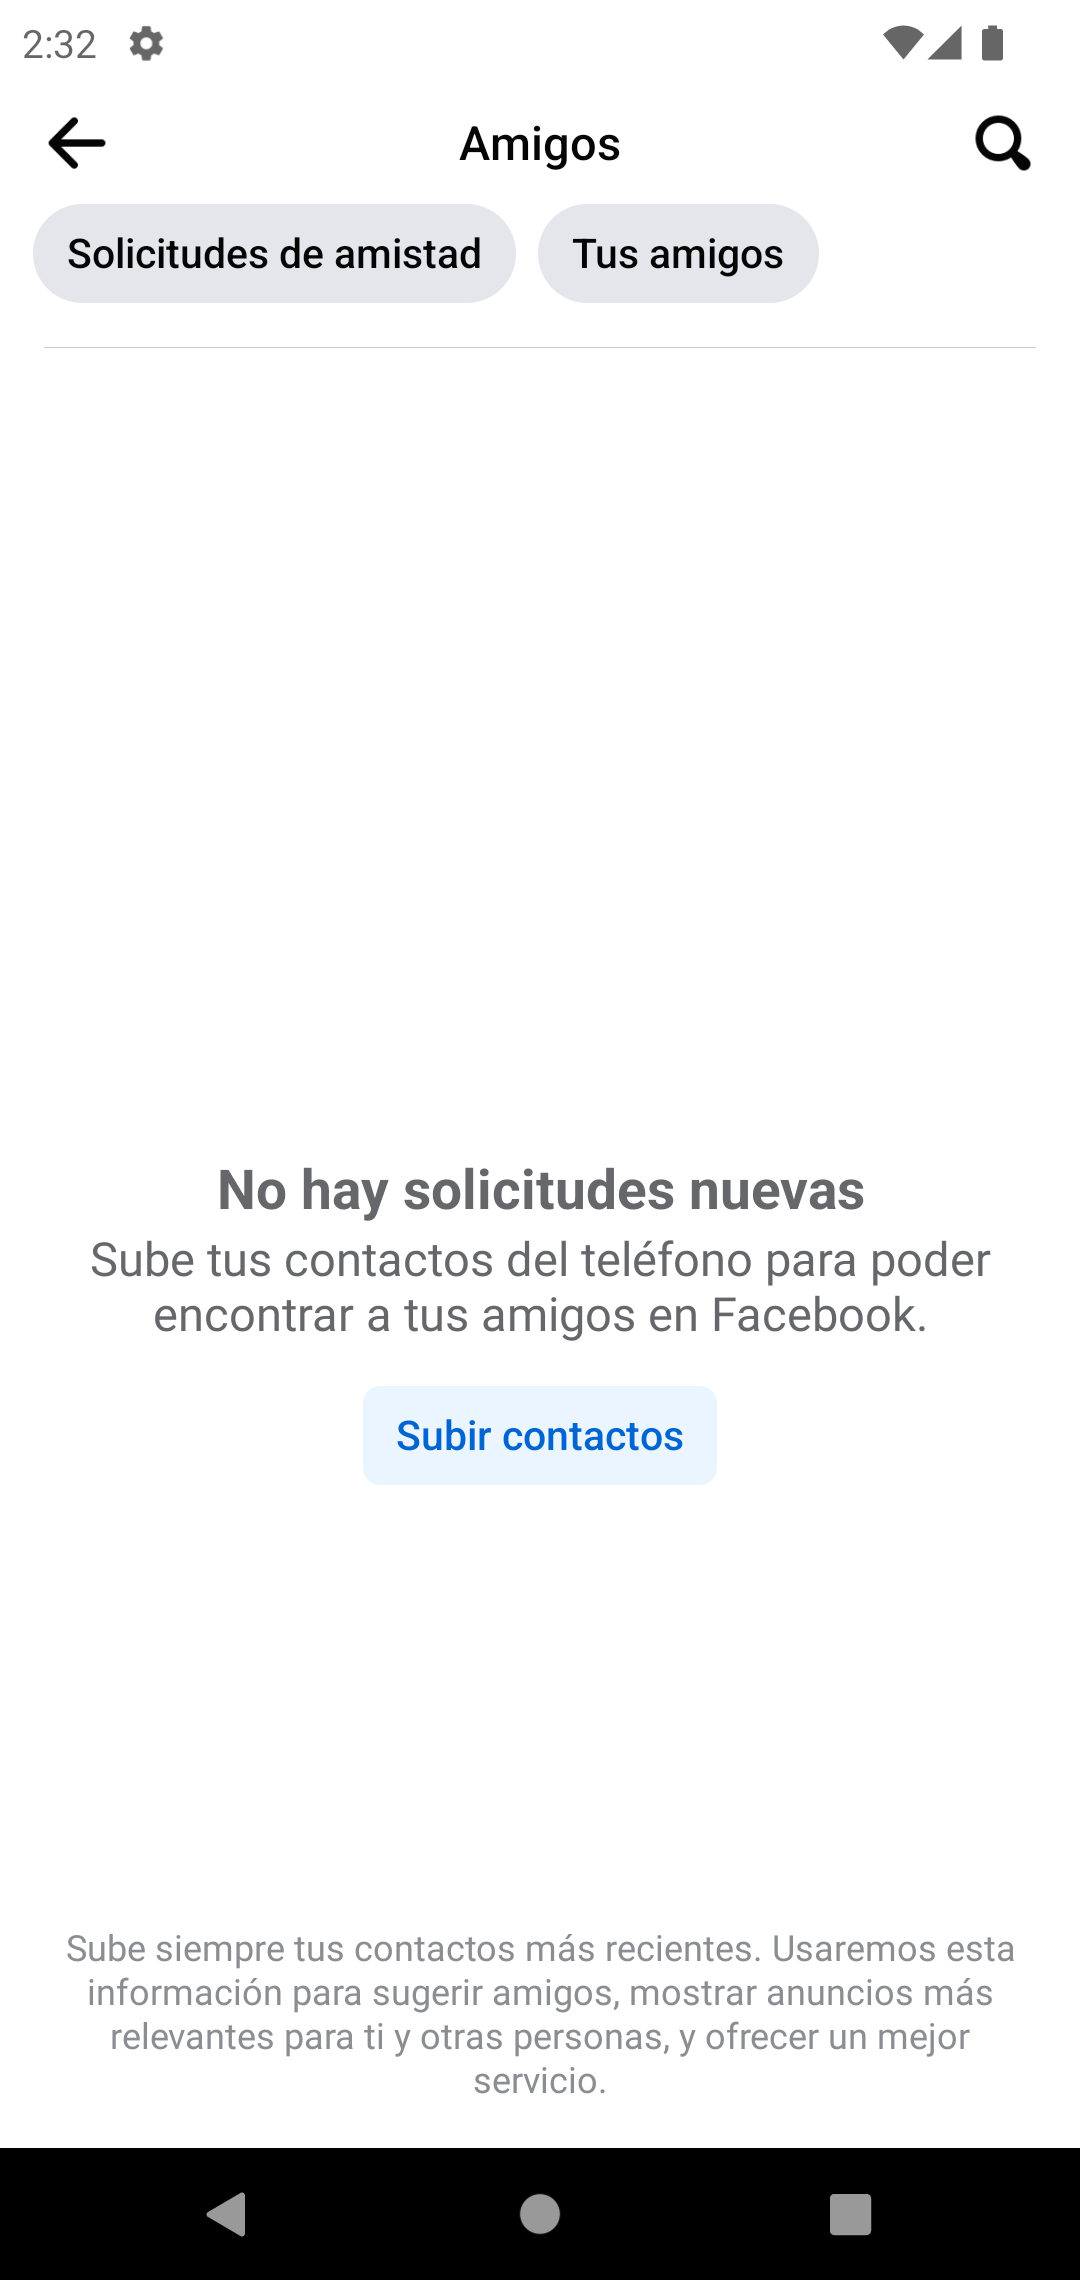 2:32
Amigos
Solicitudes de amistad
Tus amigos
No hay solicitudes nuevas
Sube tus contactos del teléfono para poder
encontrar a tus amigos en Facebook.
Subir contactos
Sube siempre tus contactos más recientes. Usaremos esta
información para sugerir amigos, mostrar anuncios más
relevantes para ti y otras personas, y ofrecer un mejor
servicio.